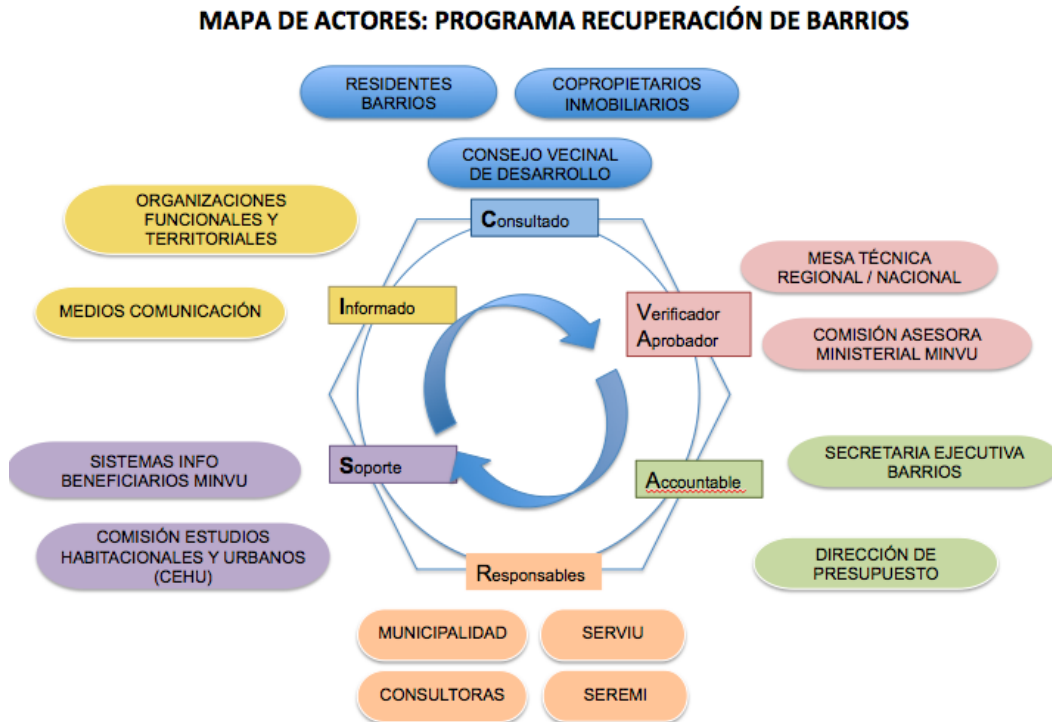 MAPA DE ACTORES: PROGRAMA RECUPERACIÓN DE BARRIOS
RESIDENTES
BARRIOS
COPROPIETARIOS
INMOBILIARIOS
CONSEJO VECINAL
DE DESARROLLO
Consultado
ORGANIZACIONES
FUNCIONALES Y
TERRITORIALES
MEDIOS COMUNICACIÓN
Informado
Verificador
Aprobador
MESA TÉCNICA
REGIONAL / NACIONAL
COMISIÓN ASESORA
MINISTERIAL MINVU
SISTEMAS INFO
BENEFICIARIOS MINVU
COMISIÓN ESTUDIOS
HABITACIONALES Y URBANOS
(CEHU)
Soporte
Accountable
SECRETARIA EJECUTIVA
BARRIOS
DIRECCIÓN DE
PRESUPUESTO
Responsables
MUNICIPALIDAD
SERVIU
CONSULTORAS
SEREMI